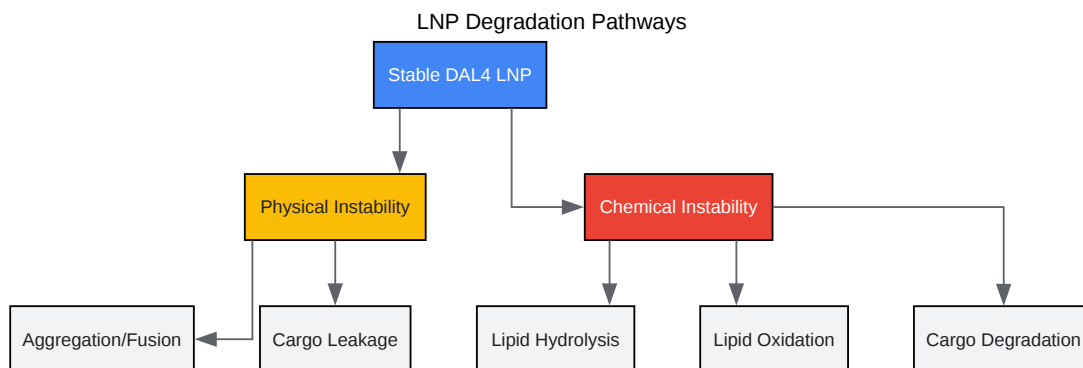 LNP Degradation Pathways
Stable DAL4 LNP
Physical Instability
Chemical Instability
Aggregation/Fusion
Cargo Leakage
Lipid Hydrolysis
Lipid Oxidation
Cargo Degradation